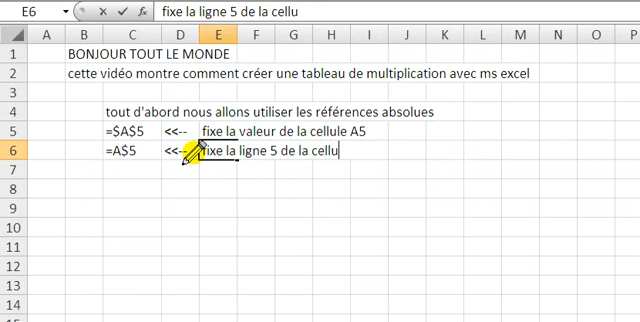 E6 fx fixe la ligne 5 de la cellu
A B C D E F G H I J K L M N O P
1 BONJOUR TOUT LE MONDE
2 cette vidéo montre comment créer une tableau de multiplication avec ms excel
3
4 tout d'abord nous allons utiliser les références absolues
5 =$A$5 <<-- fixe la valeur de la cellule A5
6 =A$5 <<-- fixe la ligne 5 de la cellu
7
8
9
10
11
12
13
14
15